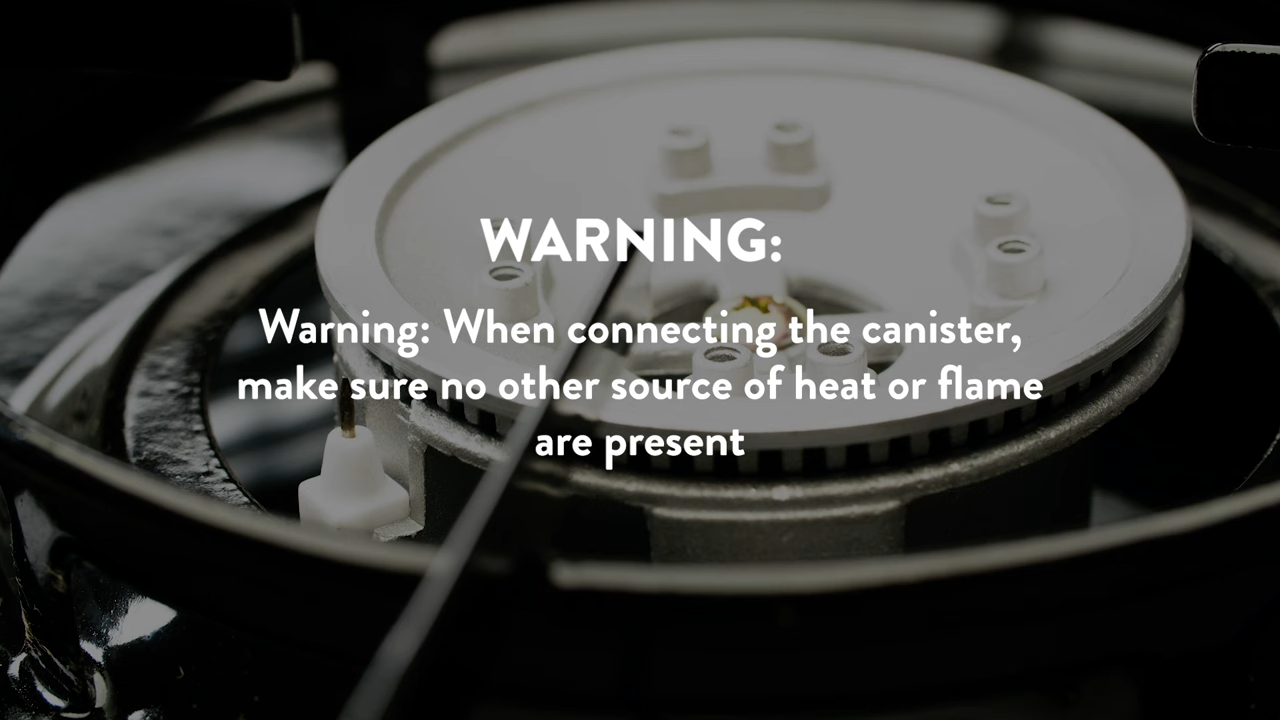 WARNING:
Warning: When connecting the canister,
make sure no other source of heat or flame
are present